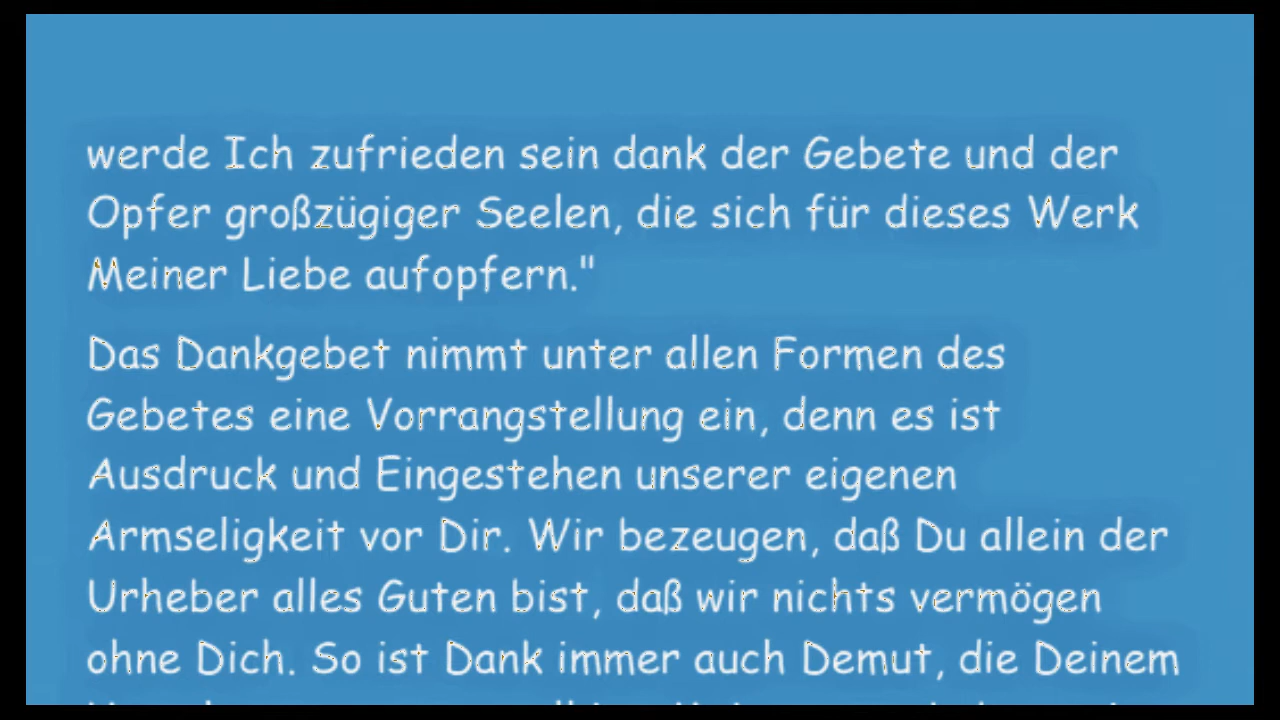 werde Ich zufrieden sein dank der Gebete und der
Opfer großzügiger Seelen, die sich für dieses Werk
Meiner Liebe aufopfern."
Das Dankgebet nimmt unter allen Formen des
Gebetes eine Vorrangstellung ein, denn es ist
Ausdruck und Eingestehen unserer eigenen
Armseligkeit vor Dir. Wir bezeugen, daß Du allein der
Urheber alles Guten bist, daß wir nichts vermögen
ohne Dich. So ist Dank immer auch Demut, die Deinem